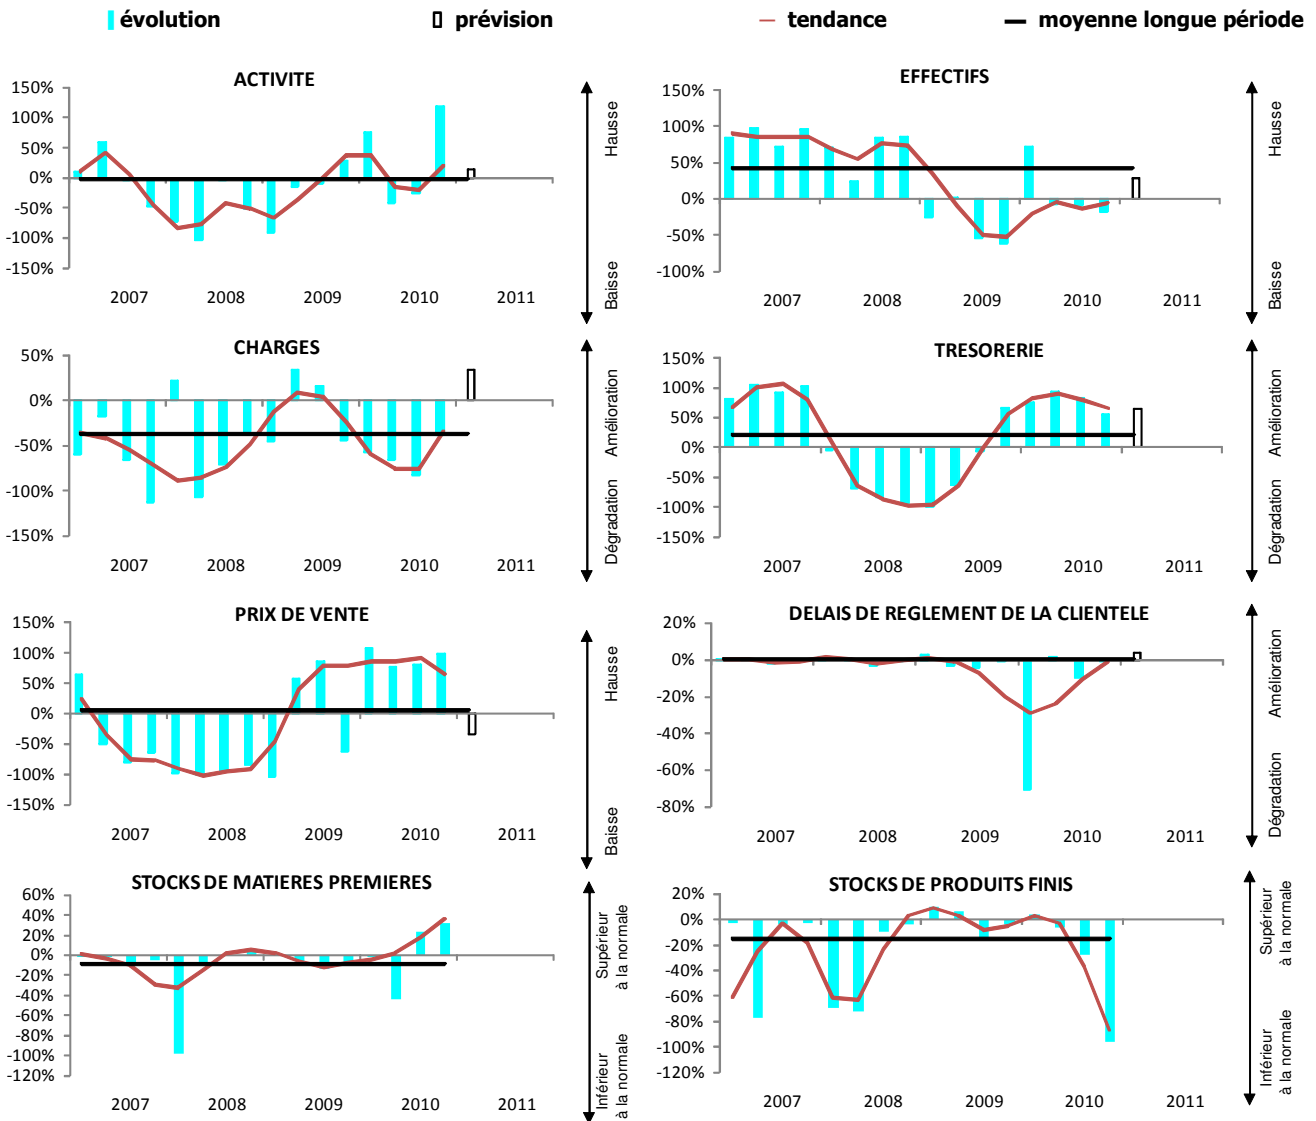 évolution prévision tendance moyenne longue période
ACTIVITE
150%
100%
50%
0%
-50%
-100%
-150%
2007 2008 2009 2010 2011
Hausse
Baisse
EFFECTIFS
150%
100%
50%
0%
-50%
-100%
2007 2008 2009 2010 2011
Hausse
Baisse
CHARGES
50%
0%
-50%
-100%
-150%
2007 2008 2009 2010 2011
Amélioration
Dégradation
TRESORERIE
150%
100%
50%
0%
-50%
-100%
-150%
2007 2008 2009 2010 2011
Amélioration
Dégradation
PRIX DE VENTE
150%
100%
50%
0%
-50%
-100%
-150%
2007 2008 2009 2010 2011
Hausse
Baisse
DELAIS DE REGLEMENT DE LA CLIENTELE
20%
0%
-20%
-40%
-60%
-80%
2007 2008 2009 2010 2011
Amélioration
Dégradation
STOCKS DE MATIERES PREMIERES
60%
40%
20%
0%
-20%
-40%
-60%
-80%
-100%
-120%
2007 2008 2009 2010 2011
Supérieur
à la normale
Inférieur
à la normale
STOCKS DE PRODUITS FINIS
20%
0%
-20%
-40%
-60%
-80%
-100%
-120%
2007 2008 2009 2010 2011
Supérieur
à la normale
Inférieur
à la normale